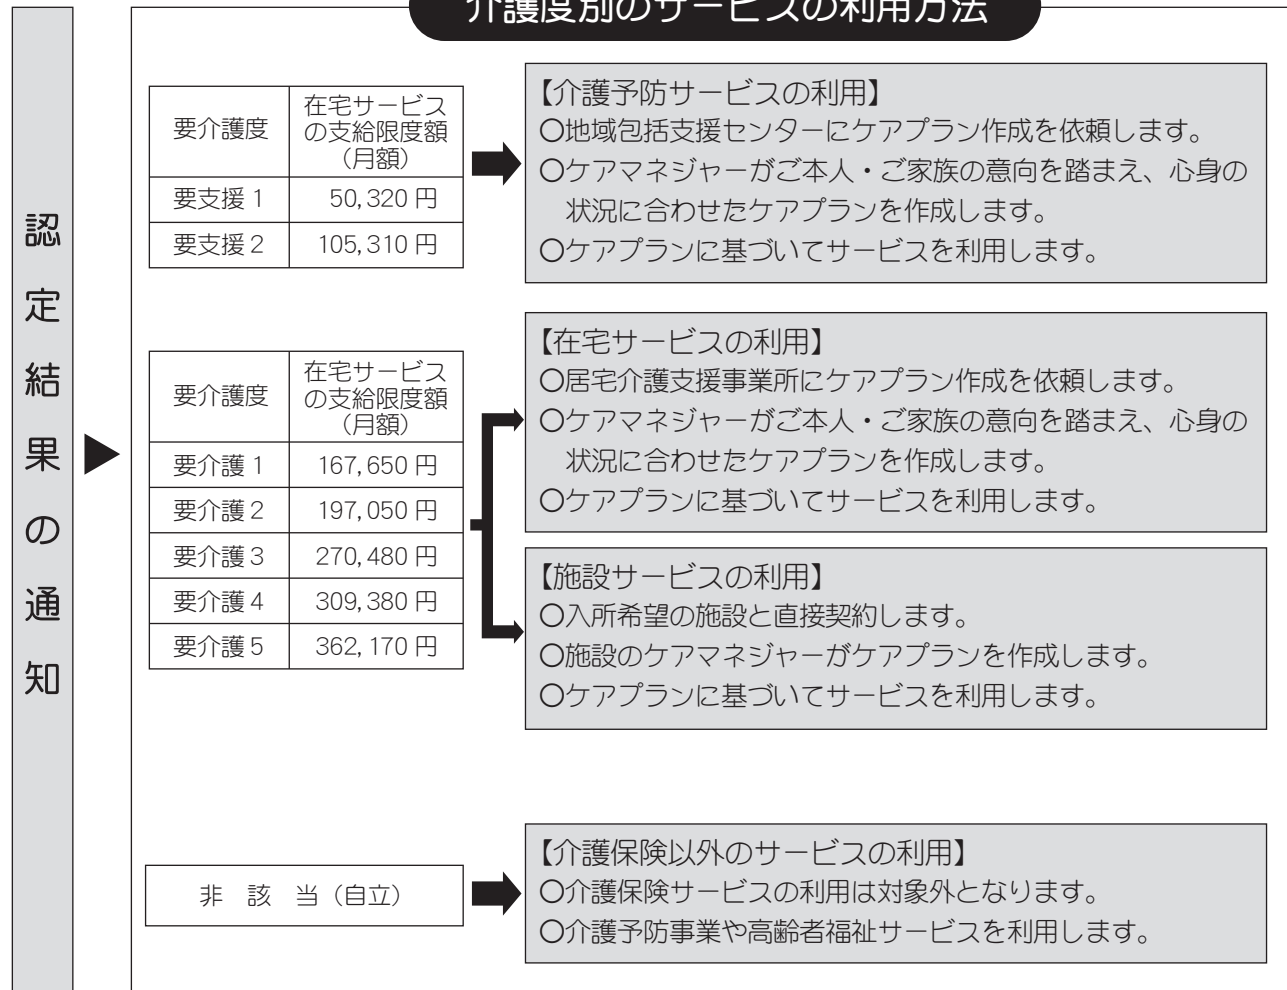 介護度別のサービスの利用方法
認定結果の通知
要介護度
在宅サービス
の支給限度額
（月額）
要支援1 50,320円
要支援2 105,310円
【介護予防サービスの利用】
○地域包括支援センターにケアプラン作成を依頼します。
○ケアマネジャーがご本人・ご家族の意向を踏まえ、心身の
状況に合わせたケアプランを作成します。
○ケアプランに基づいてサービスを利用します。
要介護度
在宅サービス
の支給限度額
（月額）
要介護1 167,650円
要介護2 197,050円
要介護3 270,480円
要介護4 309,380円
要介護5 362,170円
【在宅サービスの利用】
○居宅介護支援事業所にケアプラン作成を依頼します。
○ケアマネジャーがご本人・ご家族の意向を踏まえ、心身の
状況に合わせたケアプランを作成します。
○ケアプランに基づいてサービスを利用します。
【施設サービスの利用】
○入所希望の施設と直接契約します。
○施設のケアマネジャーがケアプランを作成します。
○ケアプランに基づいてサービスを利用します。
非該当（自立）
【介護保険以外のサービスの利用】
○介護保険サービスの利用は対象外となります。
○介護予防事業や高齢者福祉サービスを利用します。